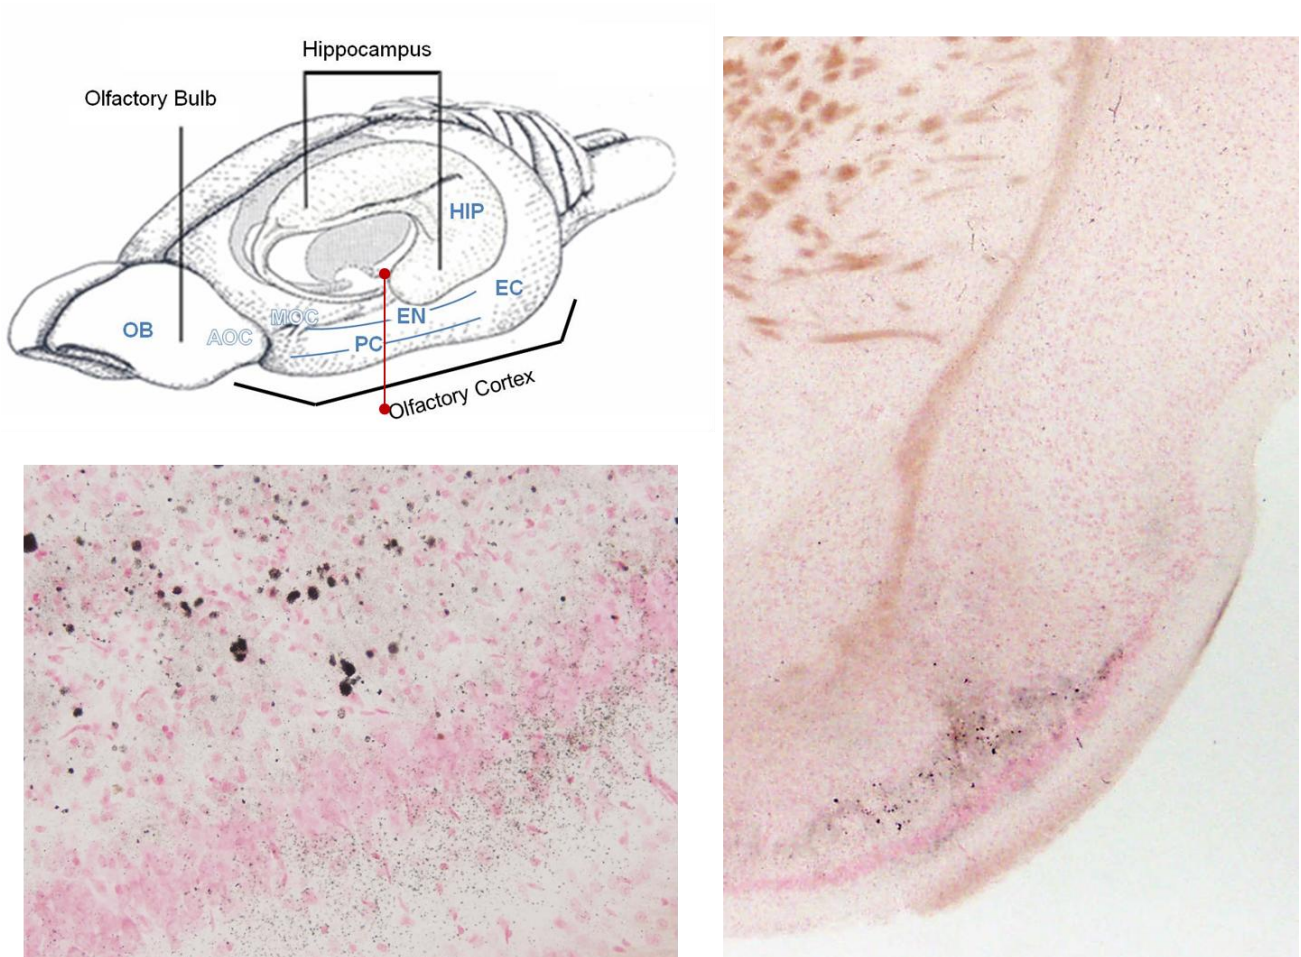 Hippocampus
Olfactory Bulb
HIP
EC
MOC
EN
OB
AOC
PC
Olfactory Cortex